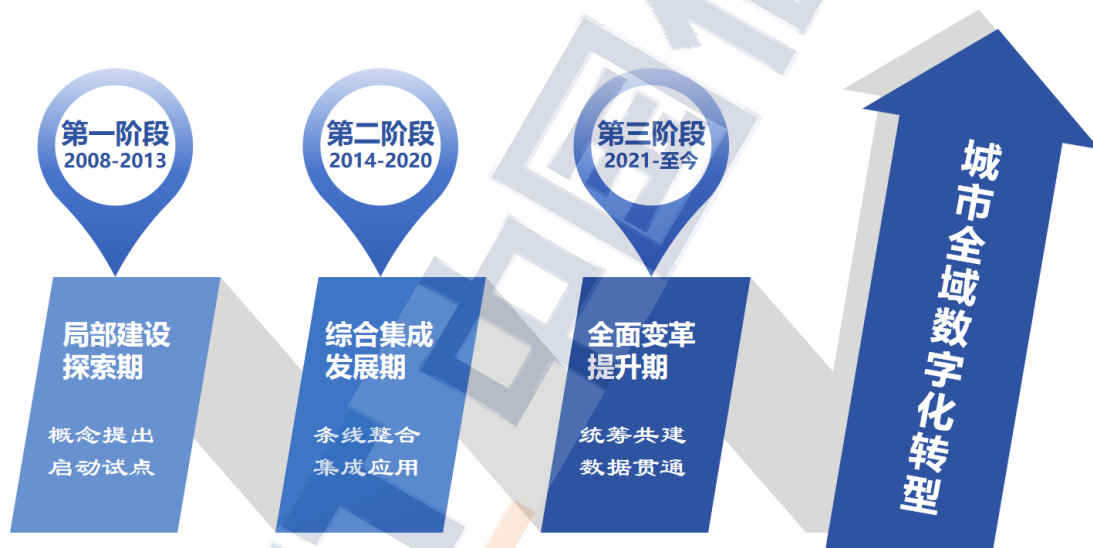 第一阶段
2008-2013
第二阶段
2014-2020
第三阶段
2021-至今
局部建设
探索期
概念提出
启动试点
综合集成
发展期
条线整合
集成应用
全面变革
提升期
统筹共建
数据贯通
城市全域数字化转型